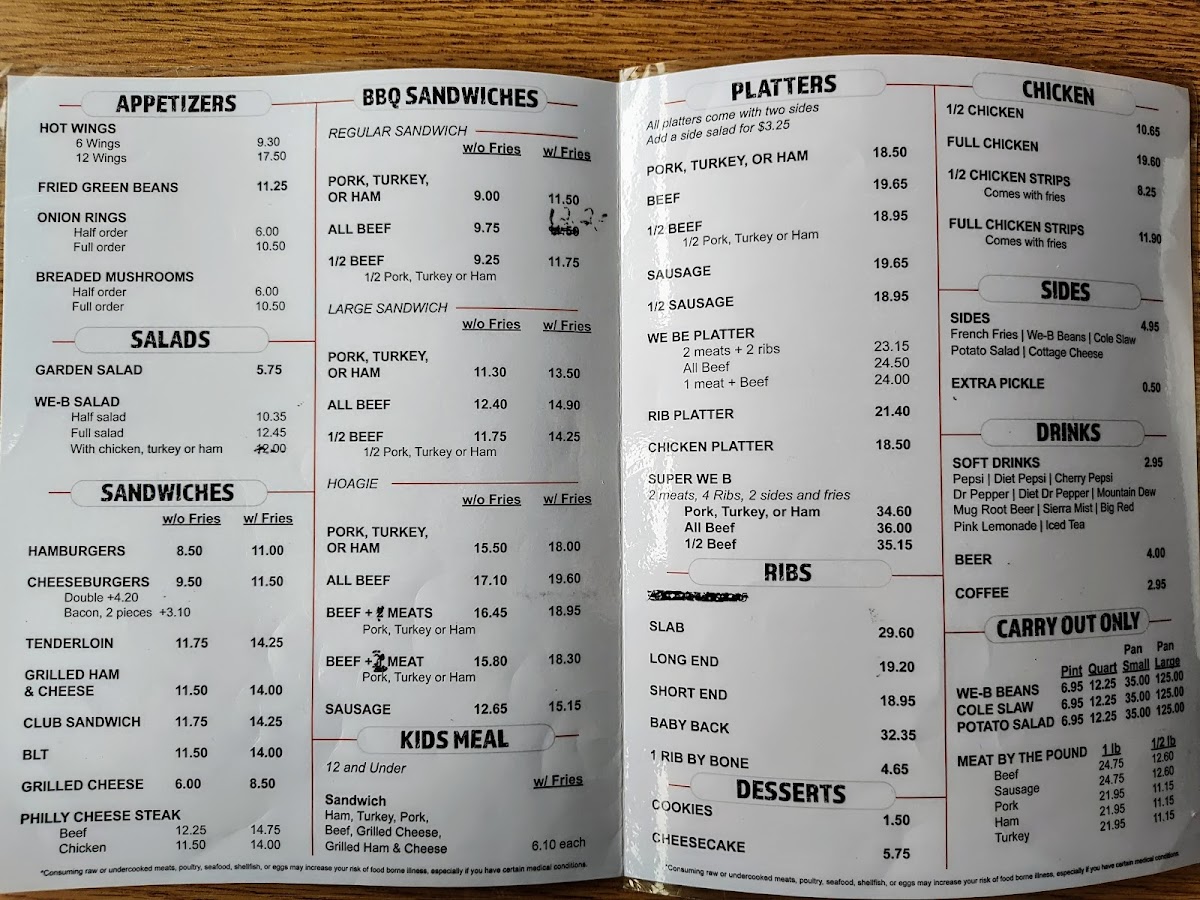 APPETIZERS
HOT WINGS
6 Wings 9.30
12 Wings 17.50
FRIED GREEN BEANS 11.25
ONION RINGS
Half order 6.00
Full order 10.50
BREADED MUSHROOMS
Half order 6.00
Full order 10.50
SALADS
GARDEN SALAD 5.75
WE-B SALAD
Half salad 10.35
Full salad 12.45
With chicken, turkey or ham
SANDWICHES
w/o Fries w/ Fries
HAMBURGERS 8.50 11.00
CHEESEBURGERS 9.50 11.50
Double +4.20
Bacon, 2 pieces +3.10
TENDERLOIN 11.75 14.25
GRILLED HAM
& CHEESE 11.50 14.00
CLUB SANDWICH 11.75 14.25
BLT 11.50 14.00
GRILLED CHEESE 6.00 8.50
PHILLY CHEESE STEAK
Beef 12.25 14.75
Chicken 11.50 14.00
*Consuming raw or undercooked meats, poultry, seafood, shellfish, or eggs may increase your risk of food borne illness, especially if you have certain medical conditions.
BBQ SANDWICHES
REGULAR SANDWICH
w/o Fries w/ Fries
PORK, TURKEY,
OR HAM 9.00 11.50
ALL BEEF 9.75
1/2 BEEF 9.25 11.75
1/2 Pork, Turkey or Ham
LARGE SANDWICH
w/o Fries w/ Fries
PORK, TURKEY,
OR HAM 11.30 13.50
ALL BEEF 12.40 14.90
1/2 BEEF 11.75 14.25
1/2 Pork, Turkey or Ham
HOAGIE
w/o Fries w/ Fries
PORK, TURKEY,
OR HAM 15.50 18.00
ALL BEEF 17.10 19.60
BEEF + MEATS 16.45 18.95
Pork, Turkey or Ham
BEEF + MEAT 15.80 18.30
Pork, Turkey or Ham
SAUSAGE 12.65 15.15
KIDS MEAL
12 and Under
w/ Fries
Sandwich
Ham, Turkey, Pork,
Beef, Grilled Cheese,
Grilled Ham & Cheese 6.10 each
PLATTERS
All platters come with two sides
Add a side salad for $3.25
PORK, TURKEY, OR HAM 18.50
BEEF 19.65
1/2 BEEF 18.95
1/2 Pork, Turkey or Ham
SAUSAGE 19.65
1/2 SAUSAGE 18.95
WE BE PLATTER
2 meats + 2 ribs 23.15
All Beef 24.50
1 meat + Beef 24.00
RIB PLATTER 21.40
CHICKEN PLATTER 18.50
SUPER WE B
2 meats, 4 Ribs, 2 sides and fries
Pork, Turkey, or Ham 34.60
All Beef 36.00
1/2 Beef 35.15
RIBS
SLAB 29.60
LONG END 19.20
SHORT END 18.95
BABY BACK 32.35
1 RIB BY BONE 4.65
DESSERTS
COOKIES 1.50
CHEESECAKE 5.75
*Consuming raw or undercooked meats, poultry, seafood, shellfish, or eggs may increase your risk of food borne illness, especially if you have certain medical conditions.
CHICKEN
1/2 CHICKEN 10.65
FULL CHICKEN 19.60
1/2 CHICKEN STRIPS 8.25
Comes with fries
FULL CHICKEN STRIPS 11.90
Comes with fries
SIDES
SIDES 4.95
French Fries | We-B Beans | Cole Slaw
Potato Salad | Cottage Cheese
EXTRA PICKLE 0.50
DRINKS
SOFT DRINKS 2.95
Pepsi | Diet Pepsi | Cherry Pepsi
Dr Pepper | Diet Dr Pepper | Mountain Dew
Mug Root Beer | Sierra Mist | Big Red
Pink Lemonade | Iced Tea
BEER 4.00
COFFEE 2.95
CARRY OUT ONLY
Pan Pan
Pint Quart Small Large
WE-B BEANS 6.95 12.25 35.00 125.00
COLE SLAW 6.95 12.25 35.00 125.00
POTATO SALAD 6.95 12.25 35.00 125.00
MEAT BY THE POUND 1 lb 1/2 lb
Beef 24.75 12.60
Sausage 24.75 12.60
Pork 21.95 11.15
Ham 21.95 11.15
Turkey 21.95 11.15